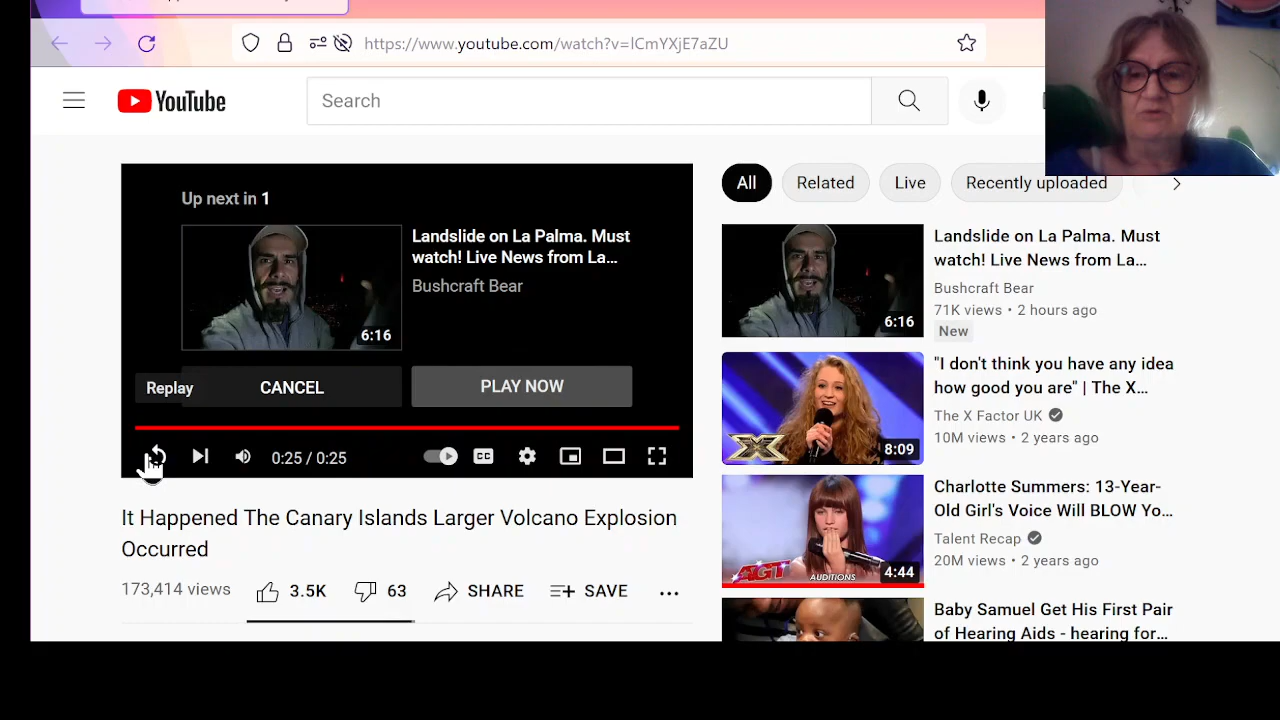 https://www.youtube.com/watch?v=lCmYXjE7aZU
YouTube
Search
Up next in 1
6:16
Landslide on La Palma. Must
watch! Live News from La...
Bushcraft Bear
Replay
CANCEL
PLAY NOW
0:25 / 0:25
CC
It Happened The Canary Islands Larger Volcano Explosion
Occurred
173,414 views
3.5K
63
SHARE
SAVE
All
Related
Live
Recently uploaded
6:16
Landslide on La Palma. Must
watch! Live News from La...
Bushcraft Bear
71K views • 2 hours ago
New
X
8:09
"I don't think you have any idea
how good you are" | The X...
The X Factor UK
10M views • 2 years ago
AGT
AUDITIONS
4:44
Charlotte Summers: 13-Year-
Old Girl's Voice Will BLOW Yo...
Talent Recap
20M views • 2 years ago
Baby Samuel Get His First Pair
of Hearing Aids - hearing for...